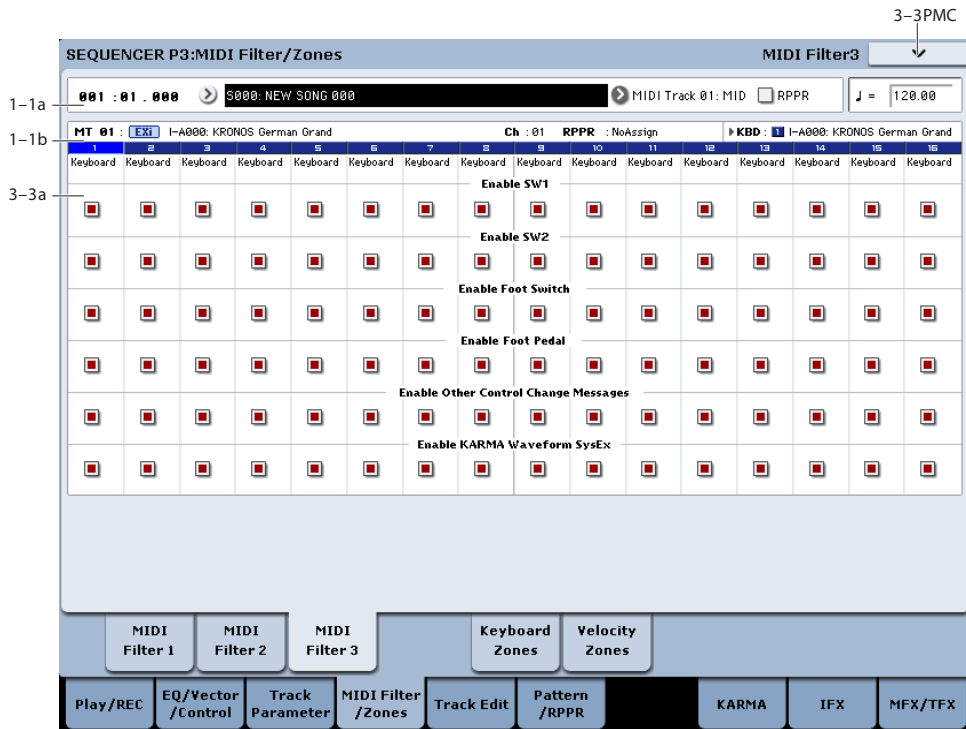 3–3PMC
SEQUENCER P3:MIDI Filter/Zones MIDI Filter3
1–1a
001 :01 . 000 S000: NEW SONG 000 MIDI Track 01: MID RPPR ♩ = 120.00
1–1b
MT 01 : EXi I-A000: KRONOS German Grand Ch : 01 RPPR : NoAssign KBD : 1 I-A000: KRONOS German Grand
1 2 3 4 5 6 7 8 9 10 11 12 13 14 15 16
Keyboard Keyboard Keyboard Keyboard Keyboard Keyboard Keyboard Keyboard Keyboard Keyboard Keyboard Keyboard Keyboard Keyboard Keyboard Keyboard
3–3a
Enable SW1
Enable SW2
Enable Foot Switch
Enable Foot Pedal
Enable Other Control Change Messages
Enable KARMA Waveform SysEx
MIDI Filter 1
MIDI Filter 2
MIDI Filter 3
Keyboard Zones
Velocity Zones
Play/REC
EQ/Vector /Control
Track Parameter
MIDI Filter /Zones
Track Edit
Pattern /RPPR
KARMA
IFX
MFX/TFX